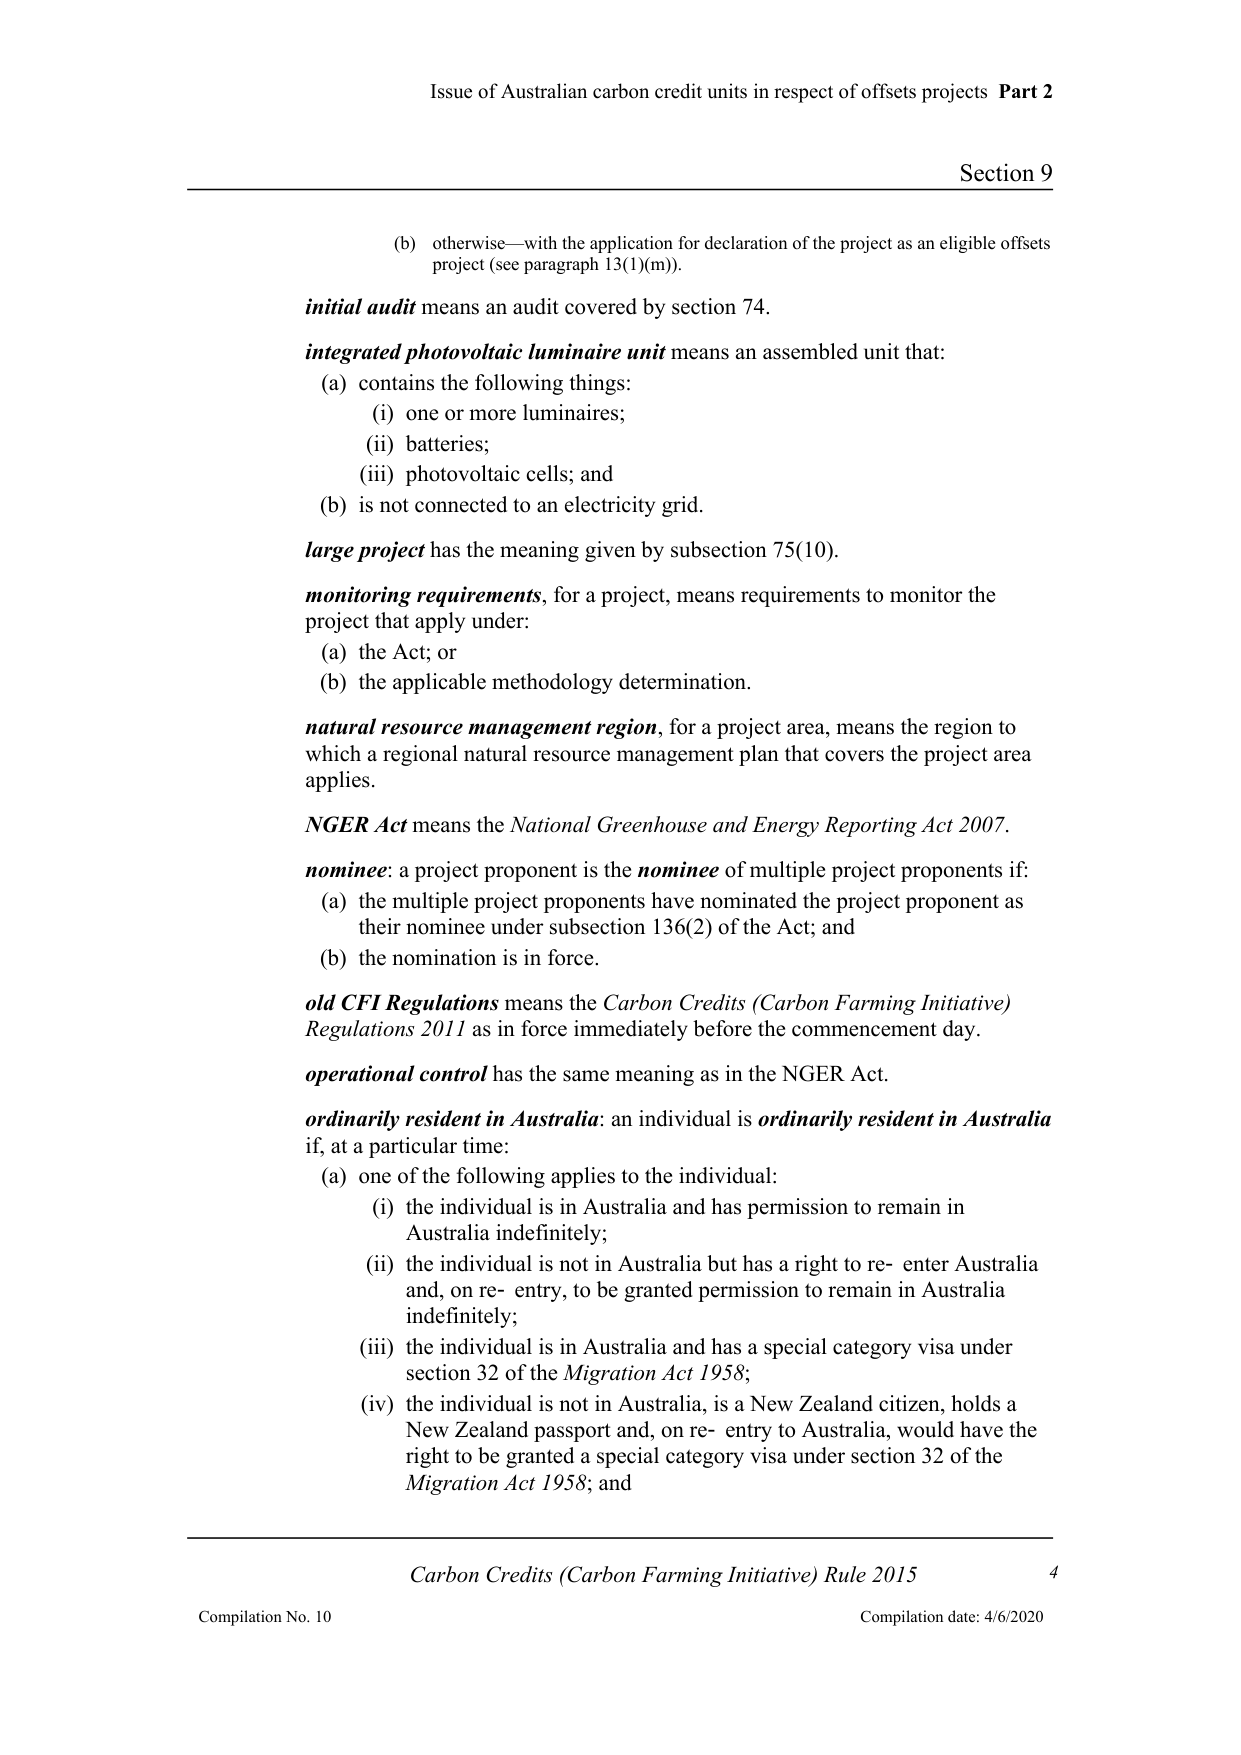 Issue of Australian carbon credit units in respect of offsets projects Part 2
Section 9
(b) otherwise—with the application for declaration of the project as an eligible offsets
project (see paragraph 13(1)(m)).
initial audit means an audit covered by section 74.
integrated photovoltaic luminaire unit means an assembled unit that:
(a) contains the following things:
(i) one or more luminaires;
(ii) batteries;
(iii) photovoltaic cells; and
(b) is not connected to an electricity grid.
large project has the meaning given by subsection 75(10).
monitoring requirements, for a project, means requirements to monitor the
project that apply under:
(a) the Act; or
(b) the applicable methodology determination.
natural resource management region, for a project area, means the region to
which a regional natural resource management plan that covers the project area
applies.
NGER Act means the National Greenhouse and Energy Reporting Act 2007.
nominee: a project proponent is the nominee of multiple project proponents if:
(a) the multiple project proponents have nominated the project proponent as
their nominee under subsection 136(2) of the Act; and
(b) the nomination is in force.
old CFI Regulations means the Carbon Credits (Carbon Farming Initiative)
Regulations 2011 as in force immediately before the commencement day.
operational control has the same meaning as in the NGER Act.
ordinarily resident in Australia: an individual is ordinarily resident in Australia
if, at a particular time:
(a) one of the following applies to the individual:
(i) the individual is in Australia and has permission to remain in
Australia indefinitely;
(ii) the individual is not in Australia but has a right to re- enter Australia
and, on re- entry, to be granted permission to remain in Australia
indefinitely;
(iii) the individual is in Australia and has a special category visa under
section 32 of the Migration Act 1958;
(iv) the individual is not in Australia, is a New Zealand citizen, holds a
New Zealand passport and, on re- entry to Australia, would have the
right to be granted a special category visa under section 32 of the
Migration Act 1958; and
Carbon Credits (Carbon Farming Initiative) Rule 2015 4
Compilation No. 10 Compilation date: 4/6/2020